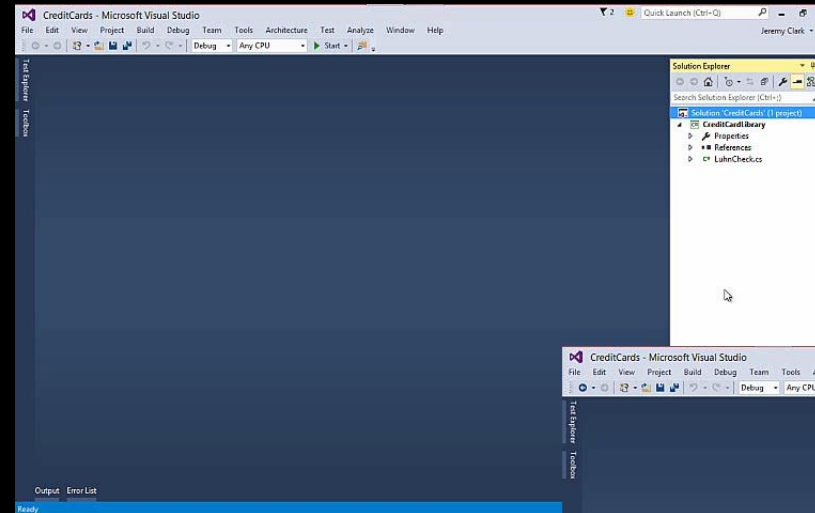 CreditCards - Microsoft Visual Studio
2 Quick Launch (Ctrl+Q)
File Edit View Project Build Debug Team Tools Architecture Test Analyze Window Help
Jeremy Clark
Debug Any CPU Start
Test Explorer
Toolbox
Solution Explorer
Search Solution Explorer (Ctrl+;)
Solution 'CreditCards' (1 project)
CreditCardLibrary
Properties
References
LuhnCheck.cs
CreditCards - Microsoft Visual Studio
File Edit View Project Build Debug Team Tools
Debug Any CPU
Test Explorer
Toolbox
Output Error List
Ready